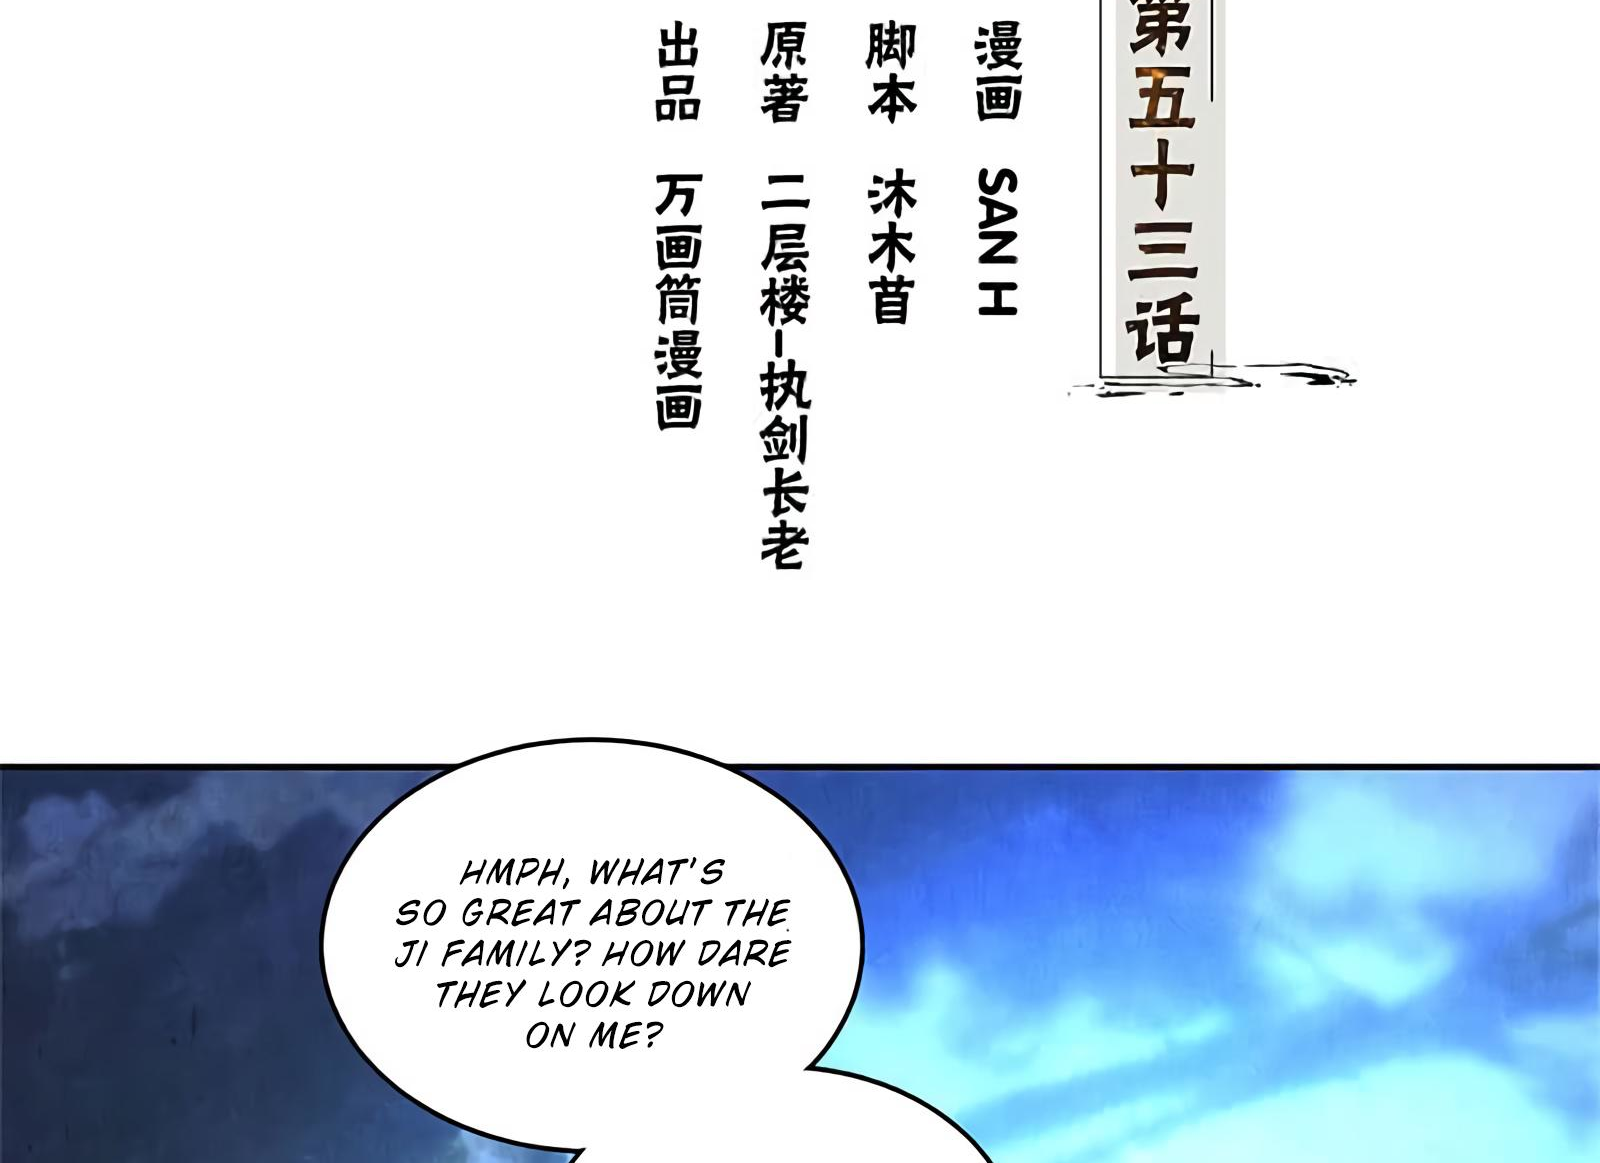 第五十三话
漫画 SAN H
脚本 沐木苜
原著 二层楼-执剑长老
出品 万画筒漫画
HMPH, WHAT'S
SO GREAT ABOUT THE
JI FAMILY? HOW DARE
THEY LOOK DOWN
ON ME?